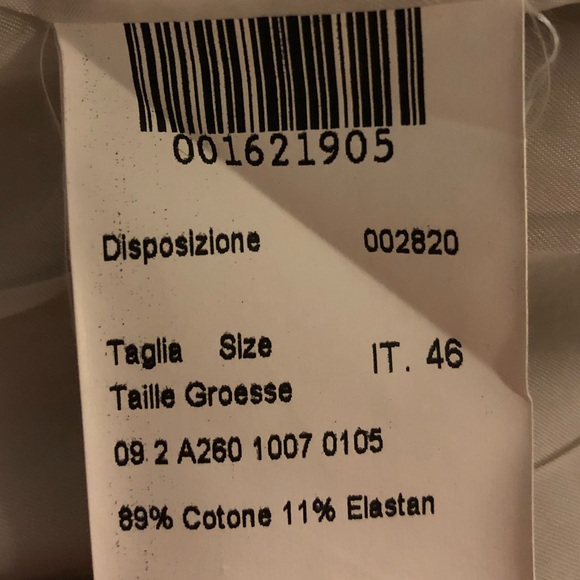 001621905
Disposizione 002820
Taglia Size IT. 46
Taille Groesse
09 2 A260 1007 0105
89% Cotone 11% Elastan